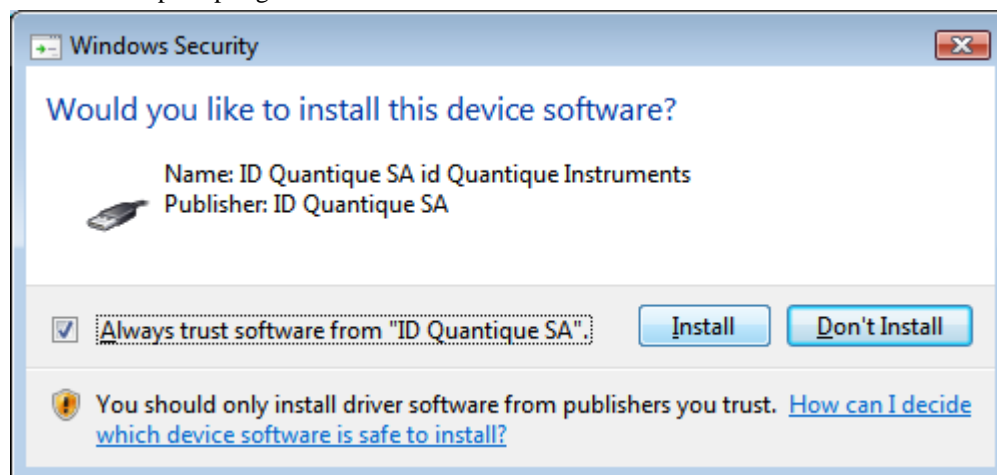 Windows Security
Would you like to install this device software?
Name: ID Quantique SA id Quantique Instruments
Publisher: ID Quantique SA
Always trust software from "ID Quantique SA".
Install
Don't Install
You should only install driver software from publishers you trust. How can I decide
which device software is safe to install?